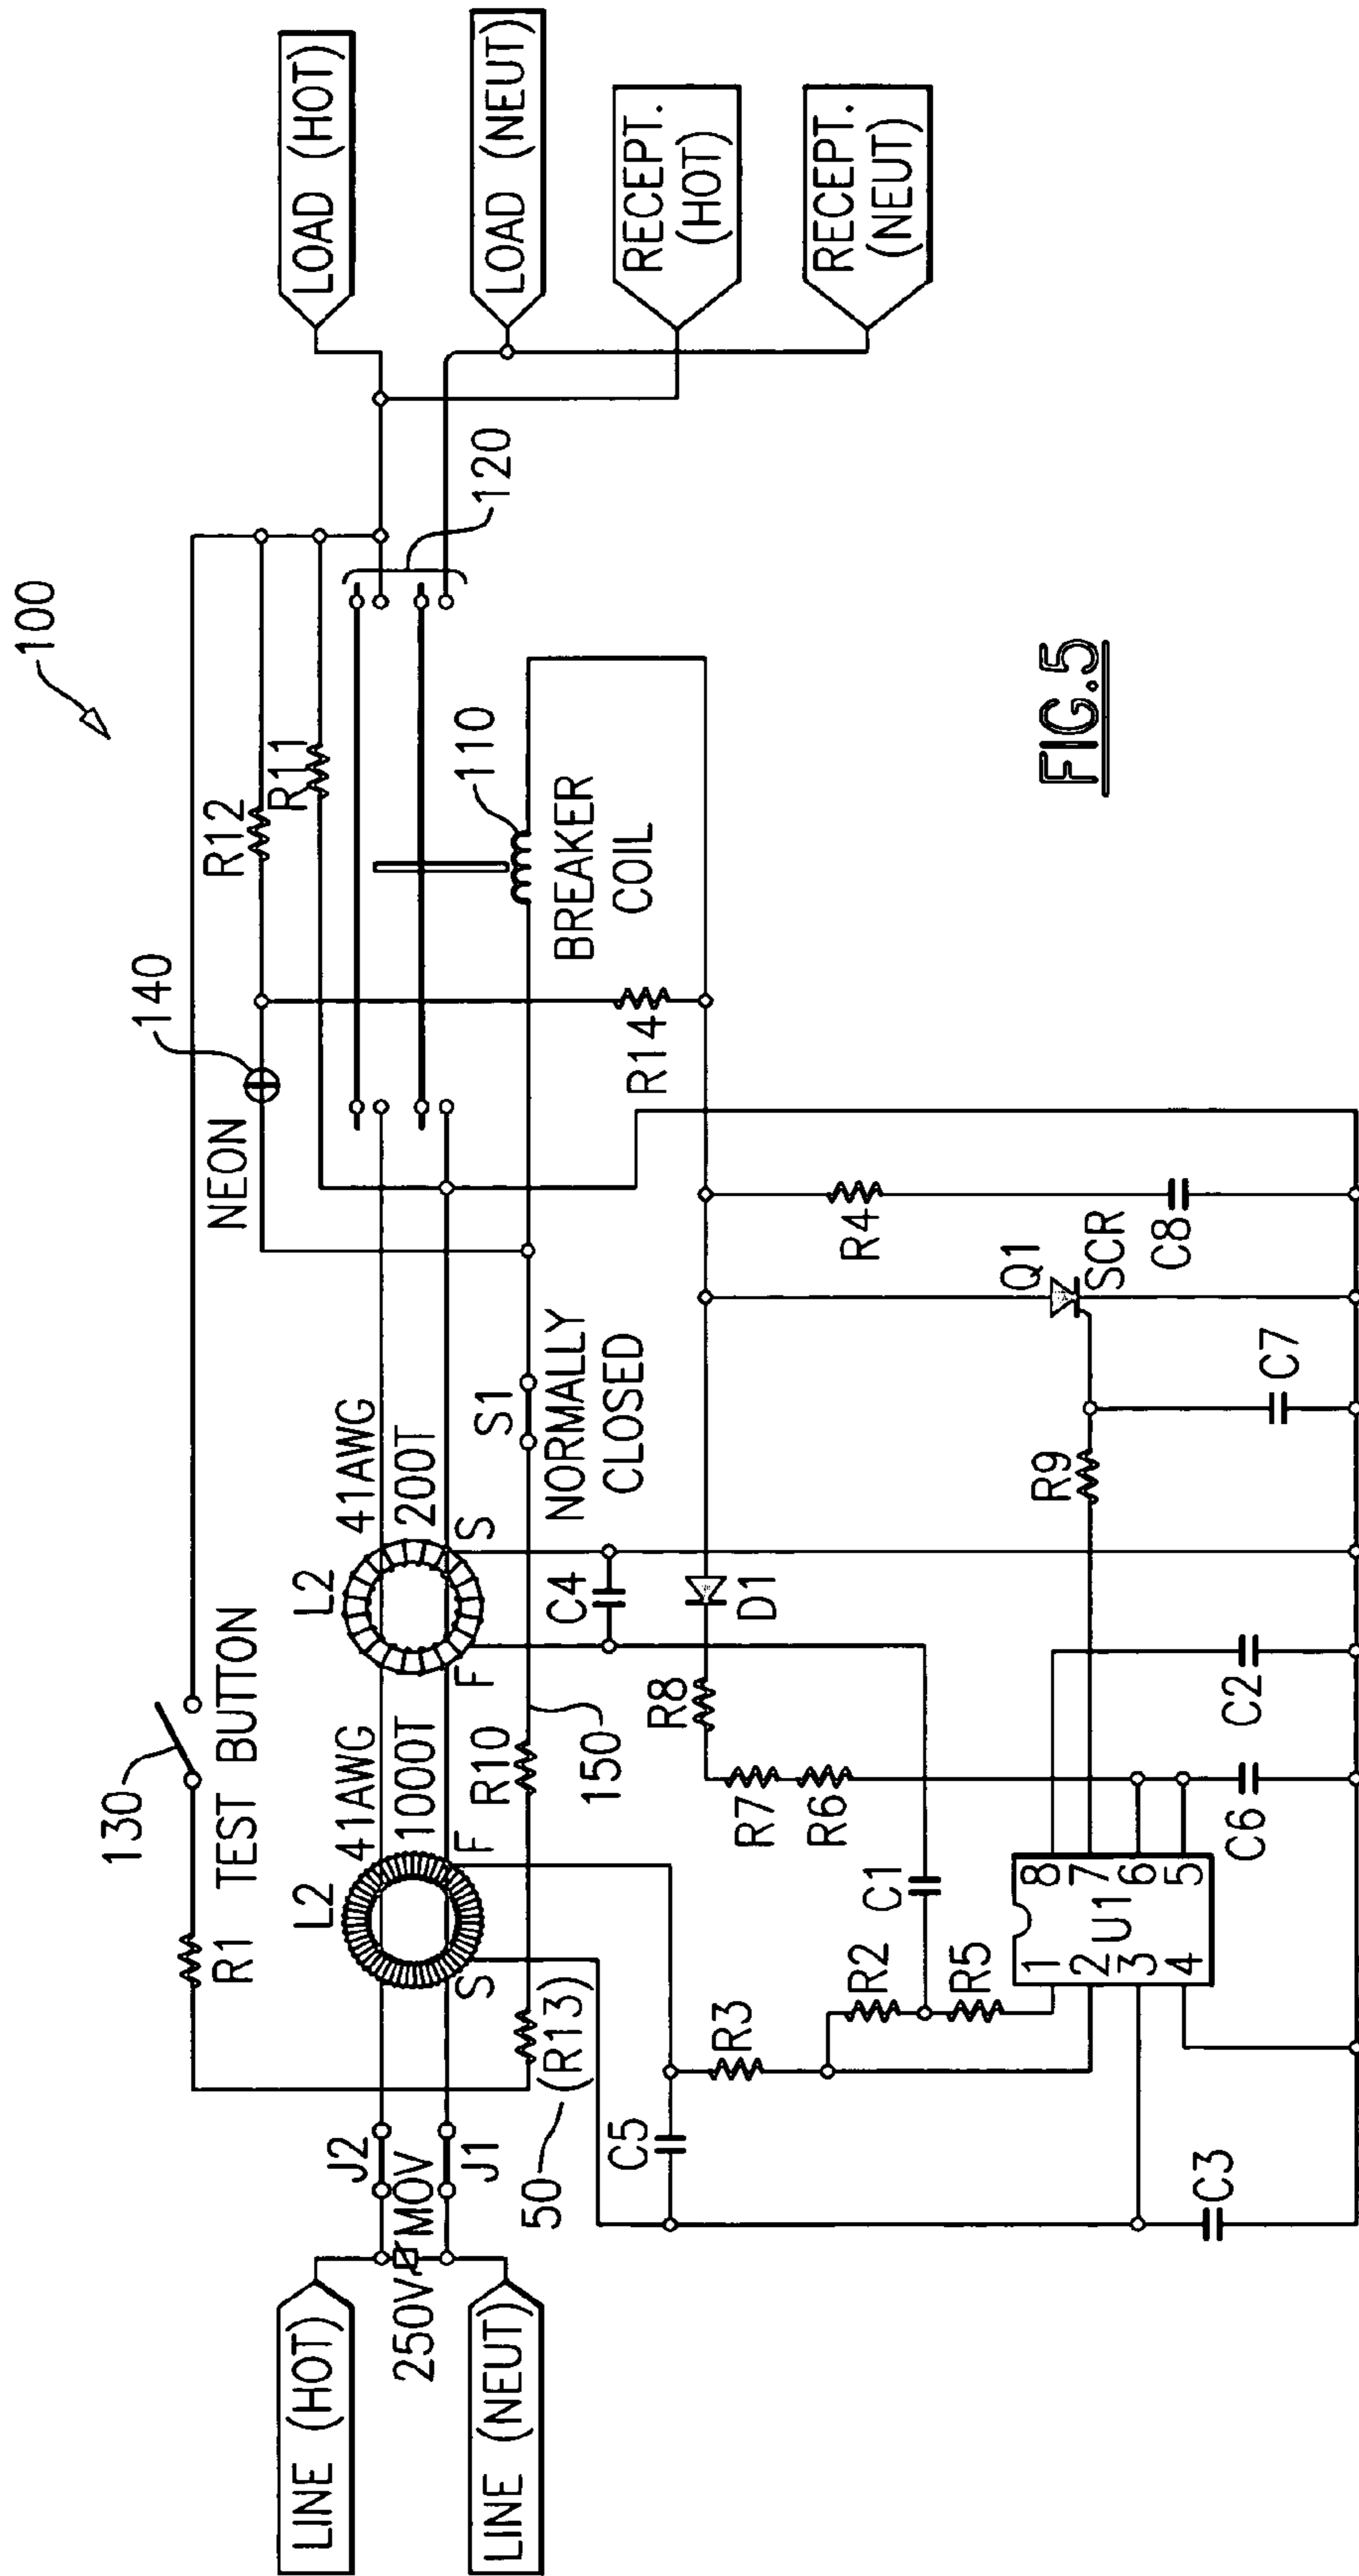 100
LINE (HOT)
250V
MOV
LINE (NEUT)
J2
J1
50
(R13)
130
R1
TEST BUTTON
L2
41AWG
1000T
S
F
R10
150
L2
41AWG
200T
F
S
S1
NORMALLY
CLOSED
140
NEON
R12
R11
120
110
BREAKER
COIL
R14
LOAD (HOT)
LOAD (NEUT)
RECEPT.
(HOT)
RECEPT.
(NEUT)
C5
R3
R2
R5
C1
C4
R8
R7
R6
D1
R4
C8
Q1
SCR
R9
C7
C2
C6
C3
U1
1
2
3
4
8
7
6
5
FIG.5